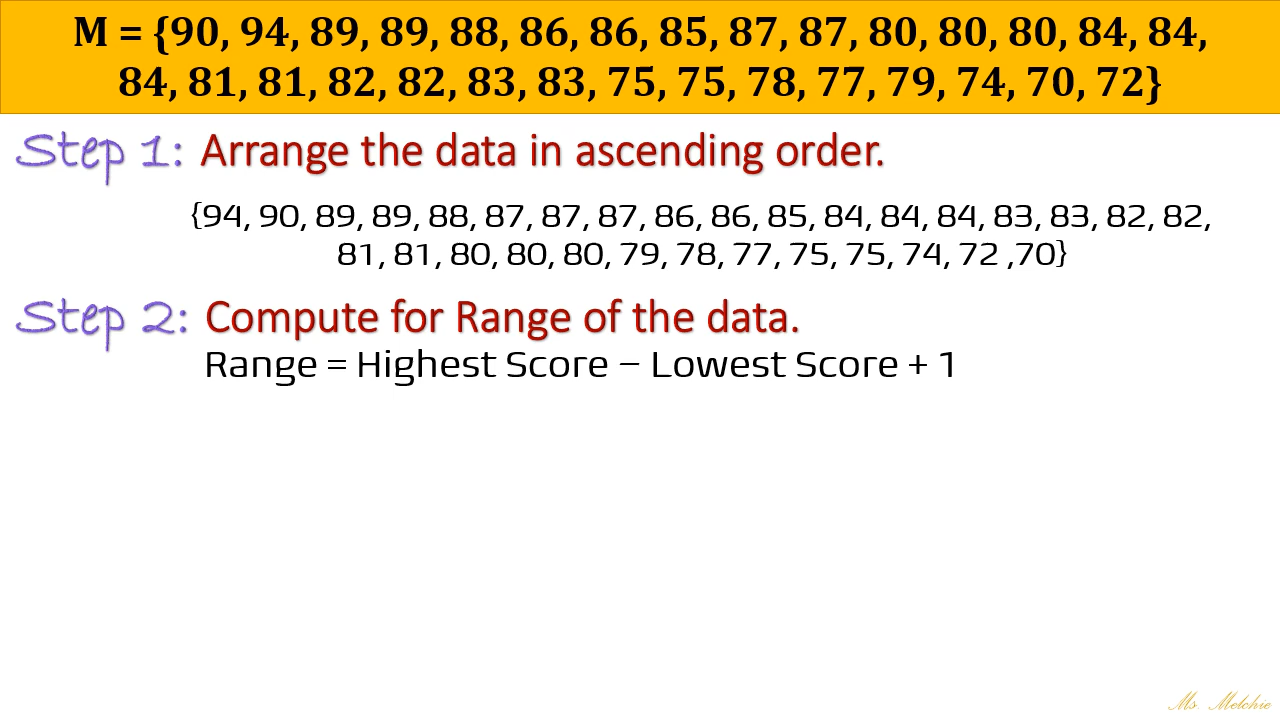 M = {90, 94, 89, 89, 88, 86, 86, 85, 87, 87, 80, 80, 80, 84, 84,
84, 81, 81, 82, 82, 83, 83, 75, 75, 78, 77, 79, 74, 70, 72}
Step 1: Arrange the data in ascending order.
{94, 90, 89, 89, 88, 87, 87, 87, 86, 86, 85, 84, 84, 84, 83, 83, 82, 82,
81, 81, 80, 80, 80, 79, 78, 77, 75, 75, 74, 72 ,70}
Step 2: Compute for Range of the data.
Range = Highest Score – Lowest Score + 1
Ms. Melchie